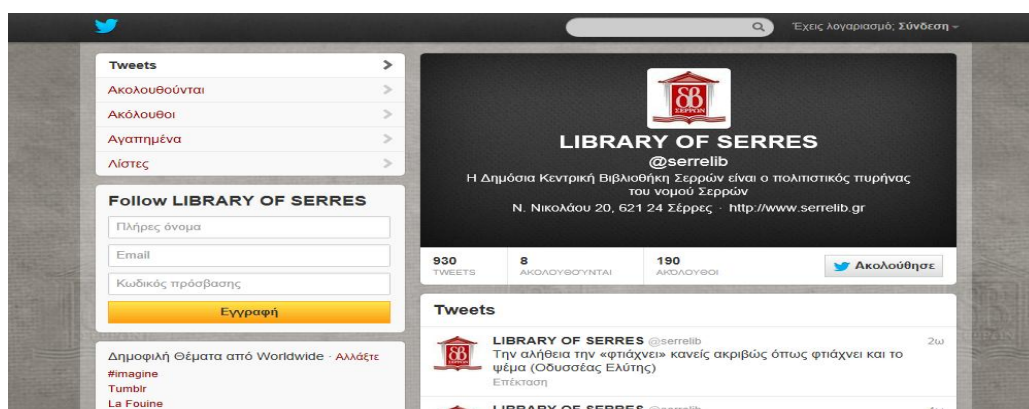 Έχεις λογαριασμό; Σύνδεση
Tweets
Ακολουθούνται
Ακόλουθοι
Αγαπημένα
Λίστες
Follow LIBRARY OF SERRES
Πλήρες όνομα
Email
Κωδικός πρόσβασης
Εγγραφή
Δημοφιλή Θέματα από Worldwide · Αλλάξτε
#imagine
Tumblr
La Fouine
δβ
ΣΕΡΡΩΝ
LIBRARY OF SERRES
@serrelib
Η Δημόσια Κεντρική Βιβλιοθήκη Σερρών είναι ο πολιτιστικός πυρήνας
του νομού Σερρών
Ν. Νικολάου 20, 621 24 Σέρρες · http://www.serrelib.gr
930
TWEETS
8
ΑΚΟΛΟΥΘΟΎΝΤΑΙ
190
ΑΚΌΛΟΥΘΟΙ
Ακολούθησε
Tweets
LIBRARY OF SERRES @serrelib
2ω
Την αλήθεια την «φτιάχνει» κανείς ακριβώς όπως φτιάχνει και το
ψέμα (Οδυσσέας Ελύτης)
Επέκταση
LIBRARY OF SERRES @serrelib